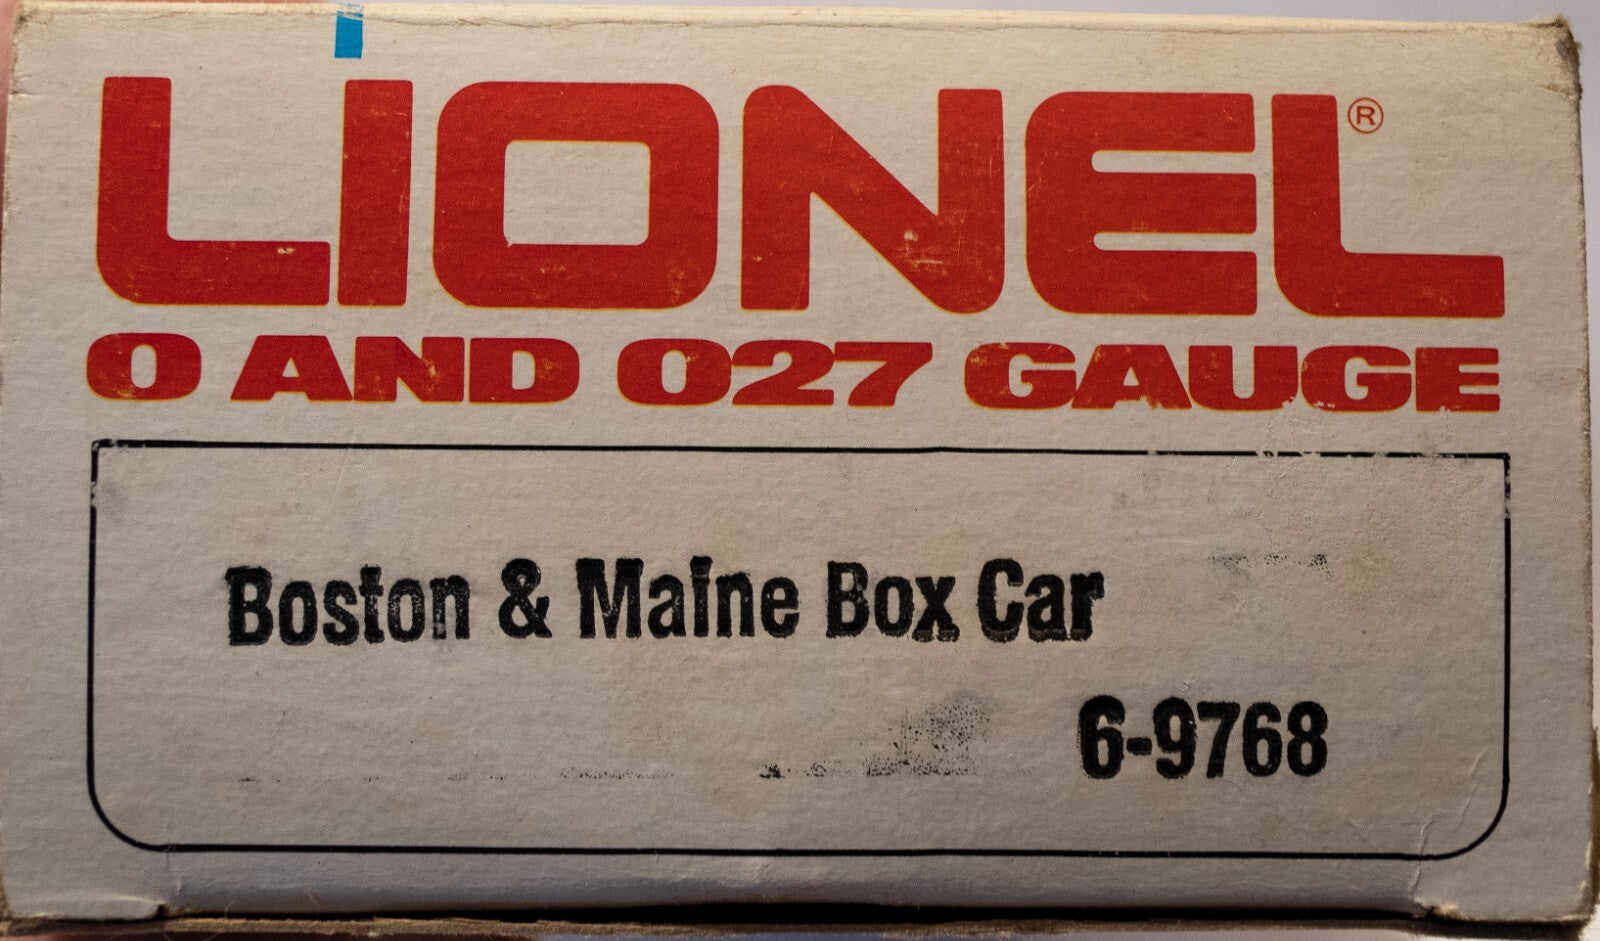 LIONEL®
O AND O27 GAUGE
Boston & Maine Box Car
6-9768